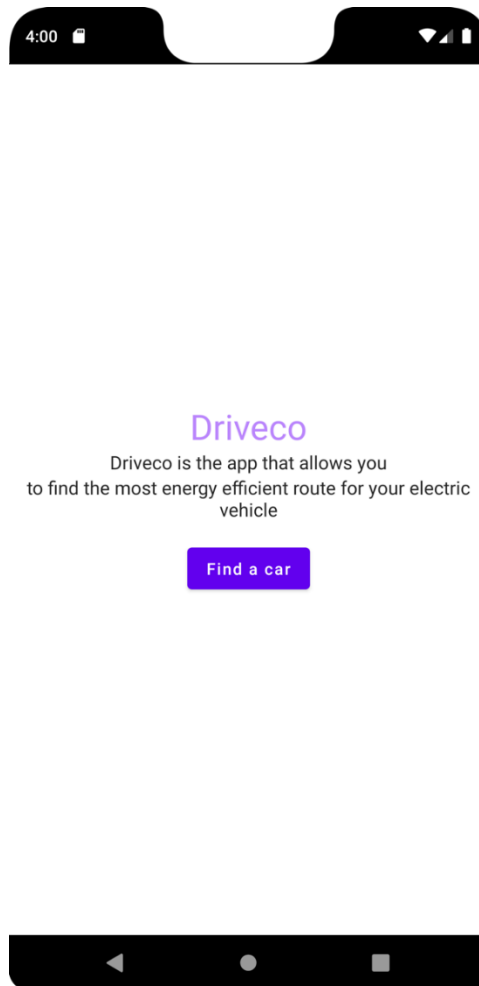 4:00
Driveco
Driveco is the app that allows you
to find the most energy efficient route for your electric
vehicle
Find a car